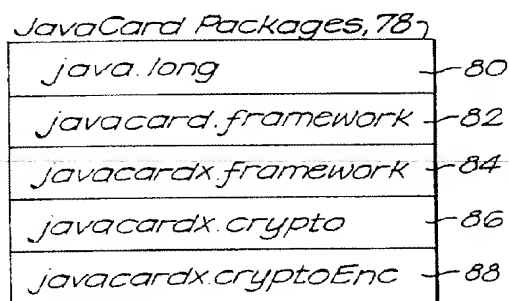 JavaCard Packages, 78
java.long 80
javacard.framework 82
javacardx.framework 84
javacardx.crypto 86
javacardx.cryptoEnc 88